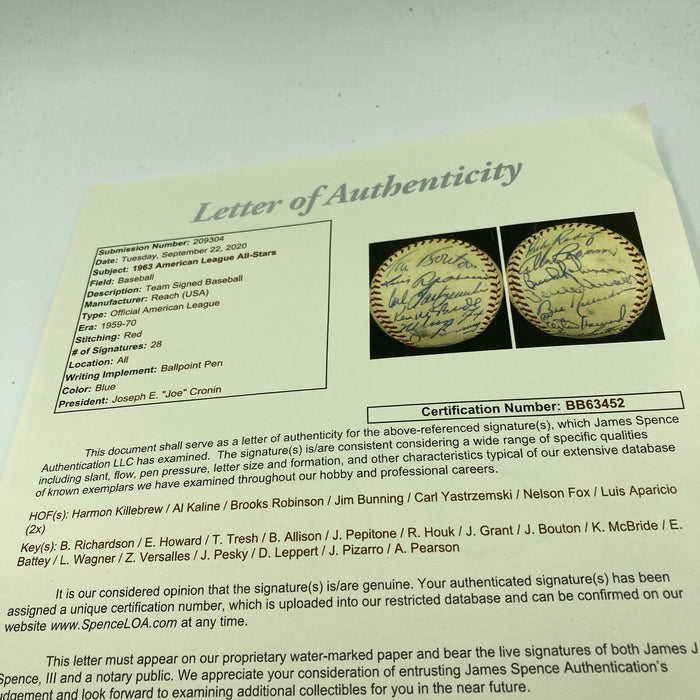 Letter of Authenticity
Submission Number: 209304
Date: Tuesday, September 22, 2020
Subject: 1963 American League All-Stars
Field: Baseball
Description: Team Signed Baseball
Manufacturer: Reach (USA)
Type: Official American League
Era: 1959-70
Stitching: Red
# of Signatures: 28
Location: All
Writing Implement: Ballpoint Pen
Color: Blue
President: Joseph E. "Joe" Cronin
Certification Number: BB63452
This document shall serve as a letter of authenticity for the above-referenced signature(s), which James Spence
Authentication LLC has examined. The signature(s) is/are consistent considering a wide range of specific qualities
including slant, flow, pen pressure, letter size and formation, and other characteristics typical of our extensive database
of known exemplars we have examined throughout our hobby and professional careers.
HOF(s): Harmon Killebrew / Al Kaline / Brooks Robinson / Jim Bunning / Carl Yastrzemski / Nelson Fox / Luis Aparicio
(2x)
Key(s): B. Richardson / E. Howard / T. Tresh / B. Allison / J. Pepitone / R. Houk / J. Grant / J. Bouton / K. McBride / E.
Battey / L. Wagner / Z. Versalles / J. Pesky / D. Leppert / J. Pizarro / A. Pearson
It is our considered opinion that the signature(s) is/are genuine. Your authenticated signature(s) has been
assigned a unique certification number, which is uploaded into our restricted database and can be confirmed on our
website www.SpenceLOA.com at any time.
This letter must appear on our proprietary water-marked paper and bear the live signatures of both James J
Spence, III and a notary public. We appreciate your consideration of entrusting James Spence Authentication's
udgement and look forward to examining additional collectibles for you in the near future.